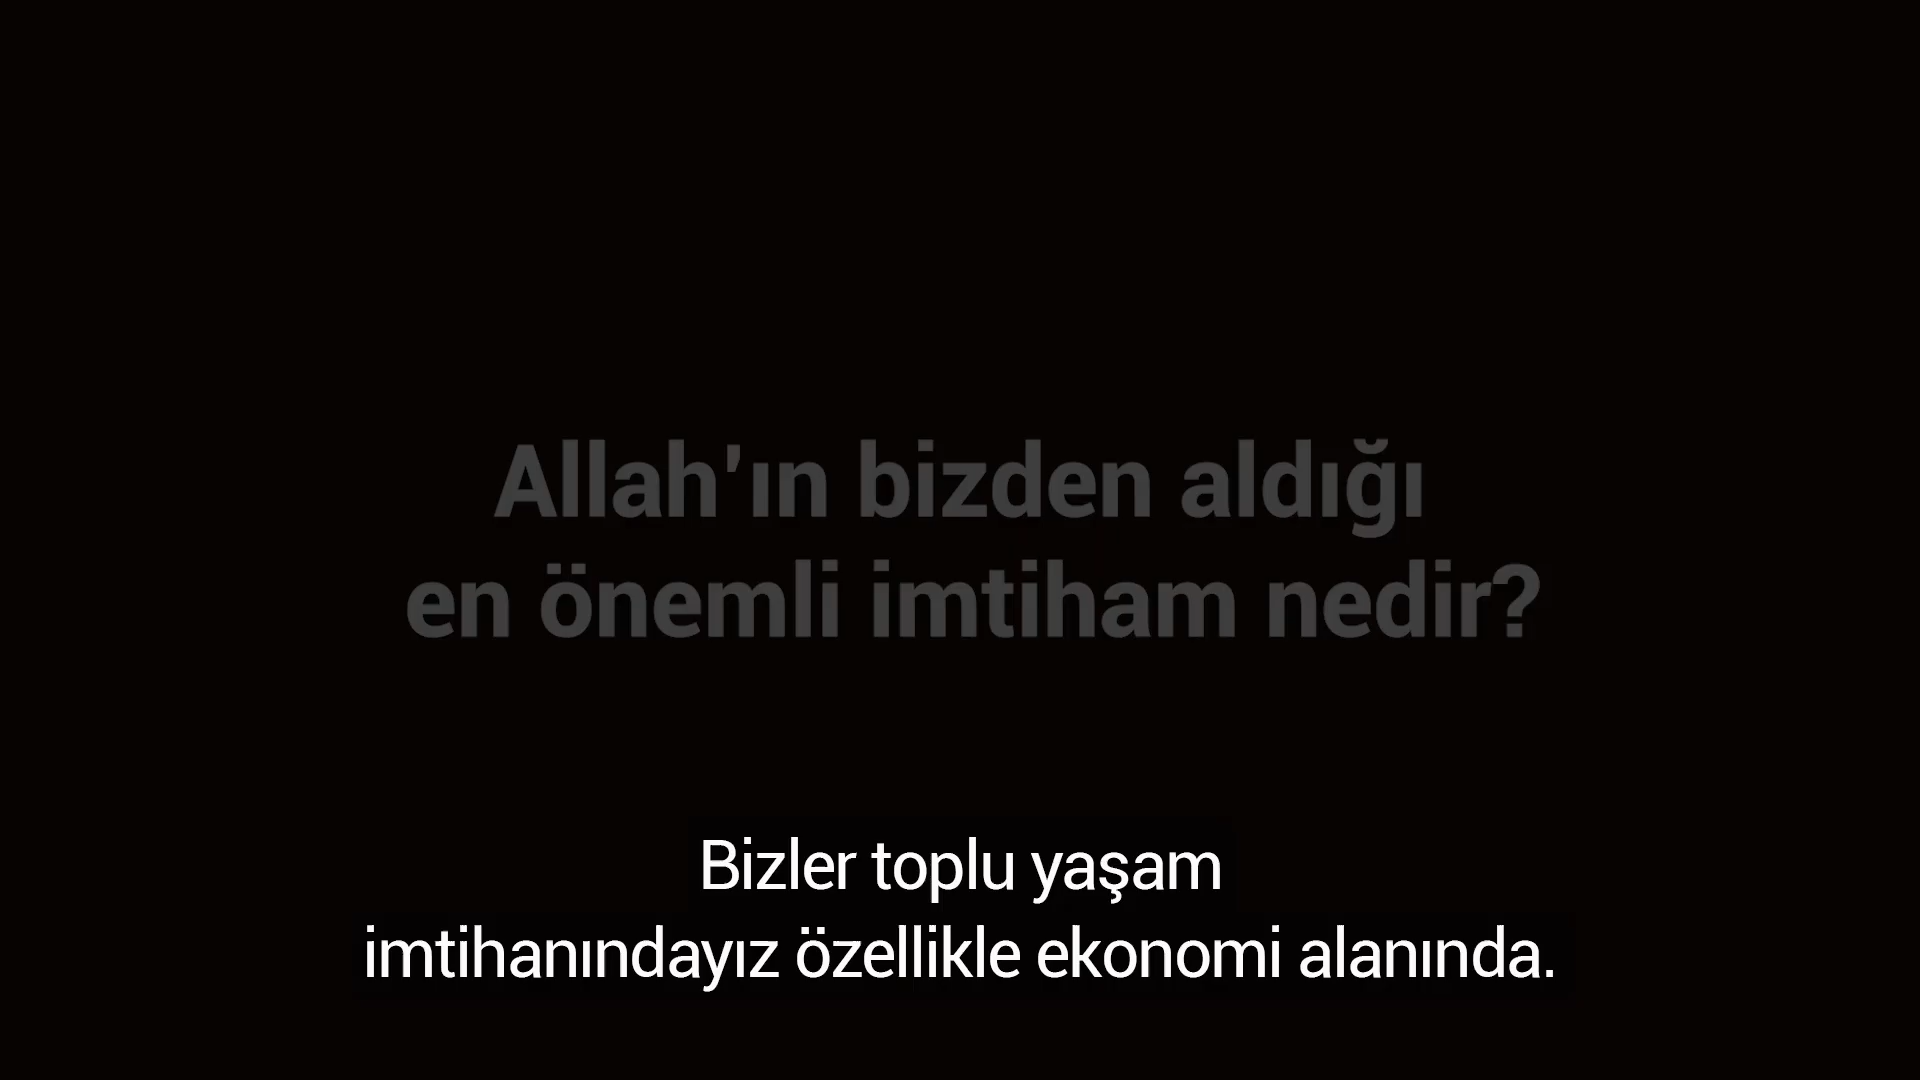 Allah'ın bizden aldığı
en önemli imtiham nedir?
Bizler toplu yaşam
imtihanındayız özellikle ekonomi alanında.